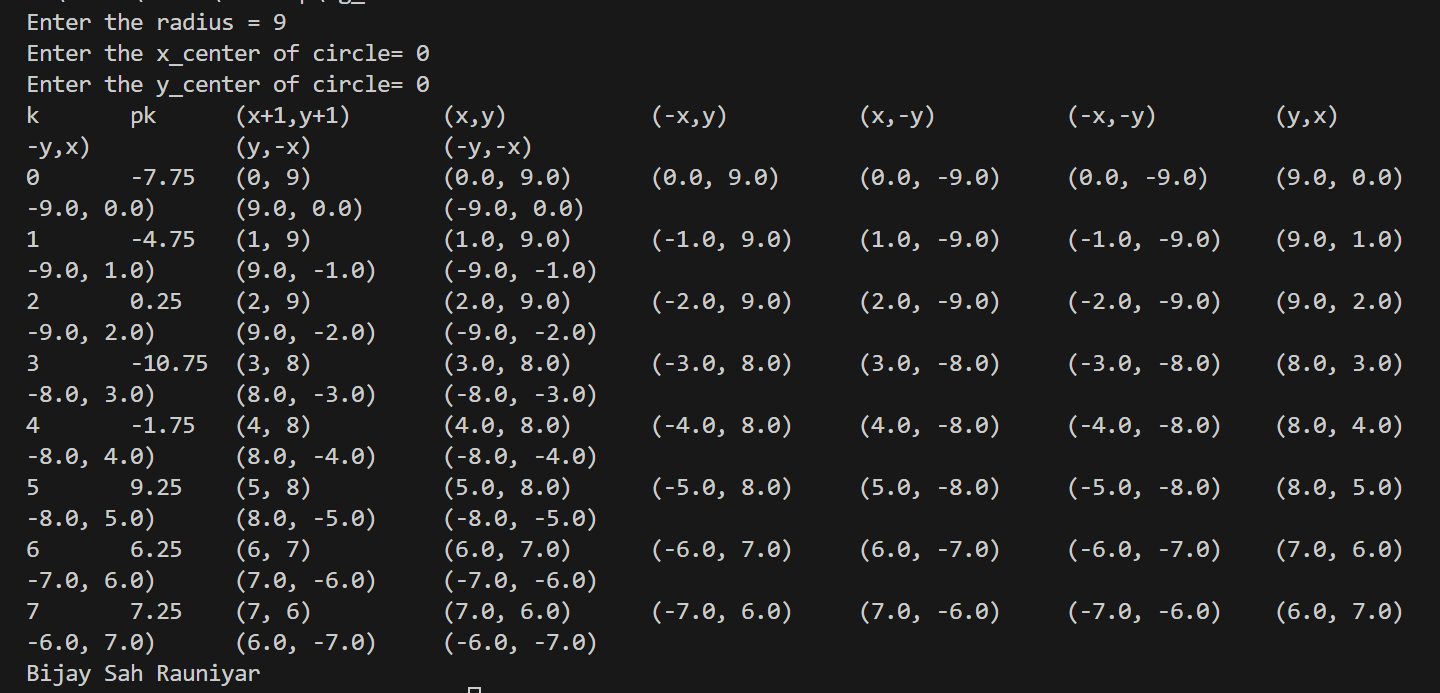 Enter the radius = 9
Enter the x_center of circle= 0
Enter the y_center of circle= 0
k pk (x+1,y+1) (x,y) (-x,y) (x,-y) (-x,-y) (y,x)
-y,x) (y,-x) (-y,-x)
0 -7.75 (0, 9) (0.0, 9.0) (0.0, 9.0) (0.0, -9.0) (0.0, -9.0) (9.0, 0.0)
-9.0, 0.0) (9.0, 0.0) (-9.0, 0.0)
1 -4.75 (1, 9) (1.0, 9.0) (-1.0, 9.0) (1.0, -9.0) (-1.0, -9.0) (9.0, 1.0)
-9.0, 1.0) (9.0, -1.0) (-9.0, -1.0)
2 0.25 (2, 9) (2.0, 9.0) (-2.0, 9.0) (2.0, -9.0) (-2.0, -9.0) (9.0, 2.0)
-9.0, 2.0) (9.0, -2.0) (-9.0, -2.0)
3 -10.75 (3, 8) (3.0, 8.0) (-3.0, 8.0) (3.0, -8.0) (-3.0, -8.0) (8.0, 3.0)
-8.0, 3.0) (8.0, -3.0) (-8.0, -3.0)
4 -1.75 (4, 8) (4.0, 8.0) (-4.0, 8.0) (4.0, -8.0) (-4.0, -8.0) (8.0, 4.0)
-8.0, 4.0) (8.0, -4.0) (-8.0, -4.0)
5 9.25 (5, 8) (5.0, 8.0) (-5.0, 8.0) (5.0, -8.0) (-5.0, -8.0) (8.0, 5.0)
-8.0, 5.0) (8.0, -5.0) (-8.0, -5.0)
6 6.25 (6, 7) (6.0, 7.0) (-6.0, 7.0) (6.0, -7.0) (-6.0, -7.0) (7.0, 6.0)
-7.0, 6.0) (7.0, -6.0) (-7.0, -6.0)
7 7.25 (7, 6) (7.0, 6.0) (-7.0, 6.0) (7.0, -6.0) (-7.0, -6.0) (6.0, 7.0)
-6.0, 7.0) (6.0, -7.0) (-6.0, -7.0)
Bijay Sah Rauniyar